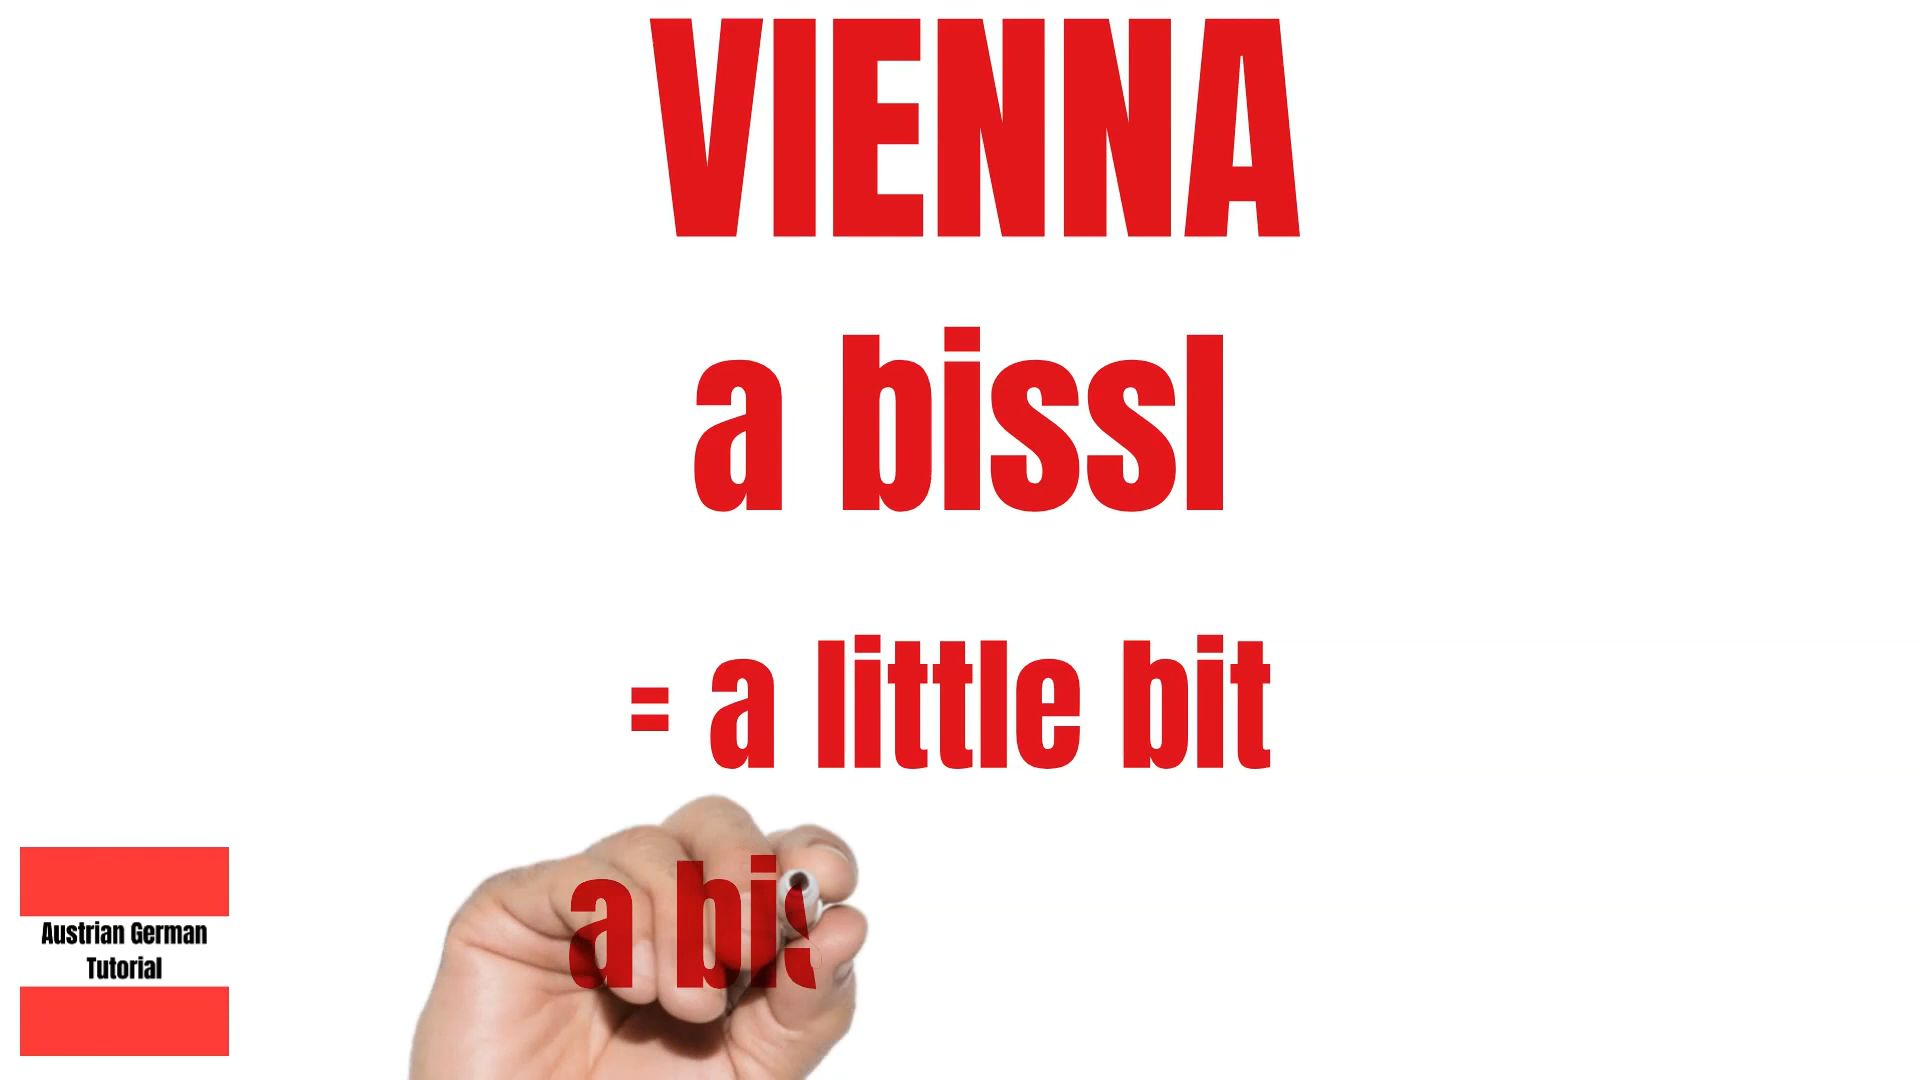 VIENNA
a bissl
= a little bit
a bis
Austrian German
Tutorial